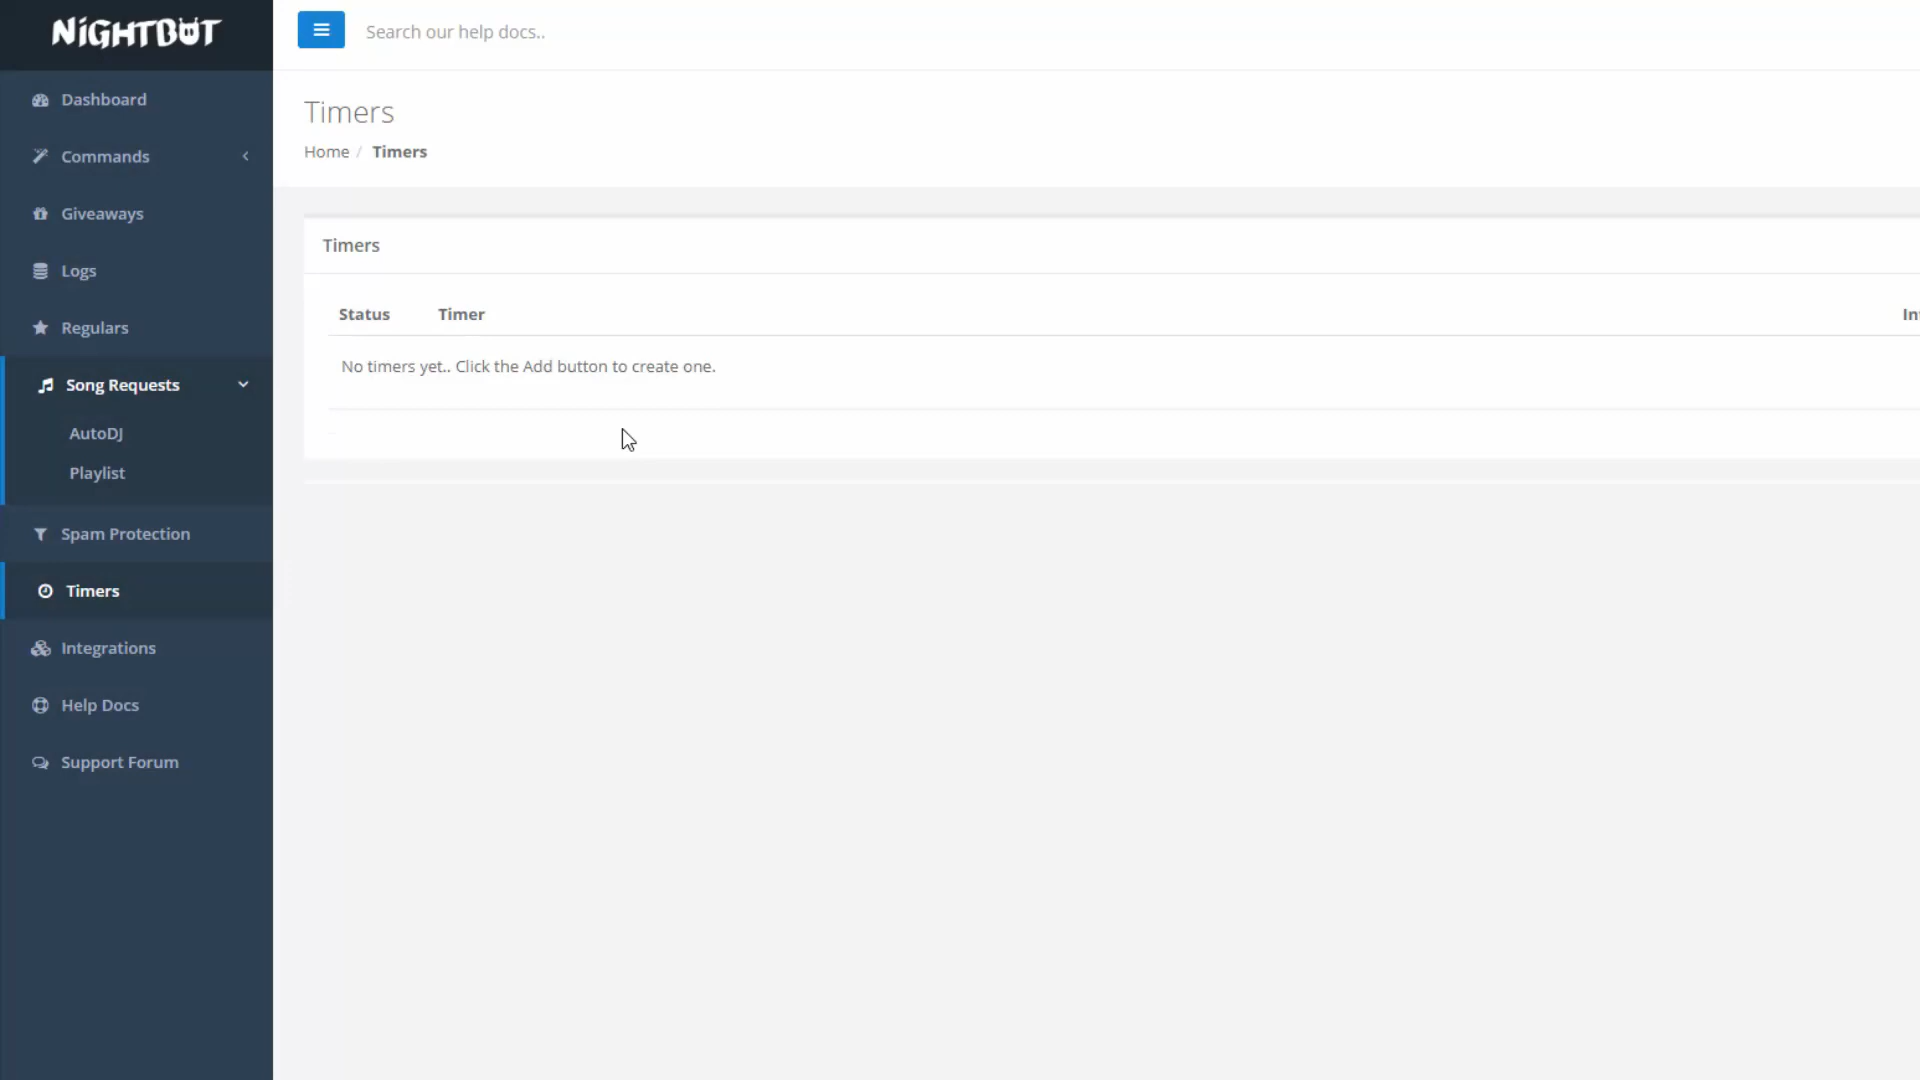 NIGHTBOT
Search our help docs..
Dashboard
Commands
Giveaways
Logs
Regulars
Song Requests
AutoDJ
Playlist
Spam Protection
Timers
Integrations
Help Docs
Support Forum
Timers
Home / Timers
Timers
Status Timer
No timers yet.. Click the Add button to create one.